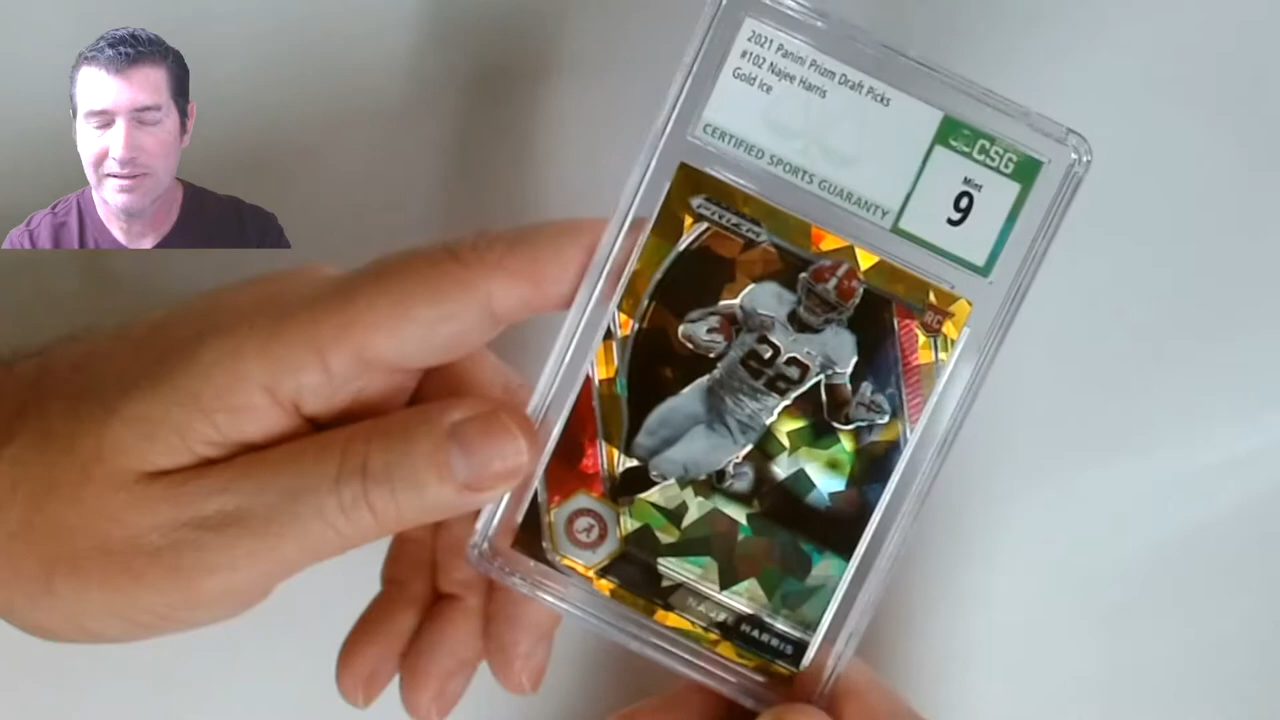 2021 Panini Prizm Draft Picks
#102 Najee Harris
Gold Ice
CERTIFIED SPORTS GUARANTY
CSG
Mint
9
PRIZM
RC
22
A
NAJEE HARRIS